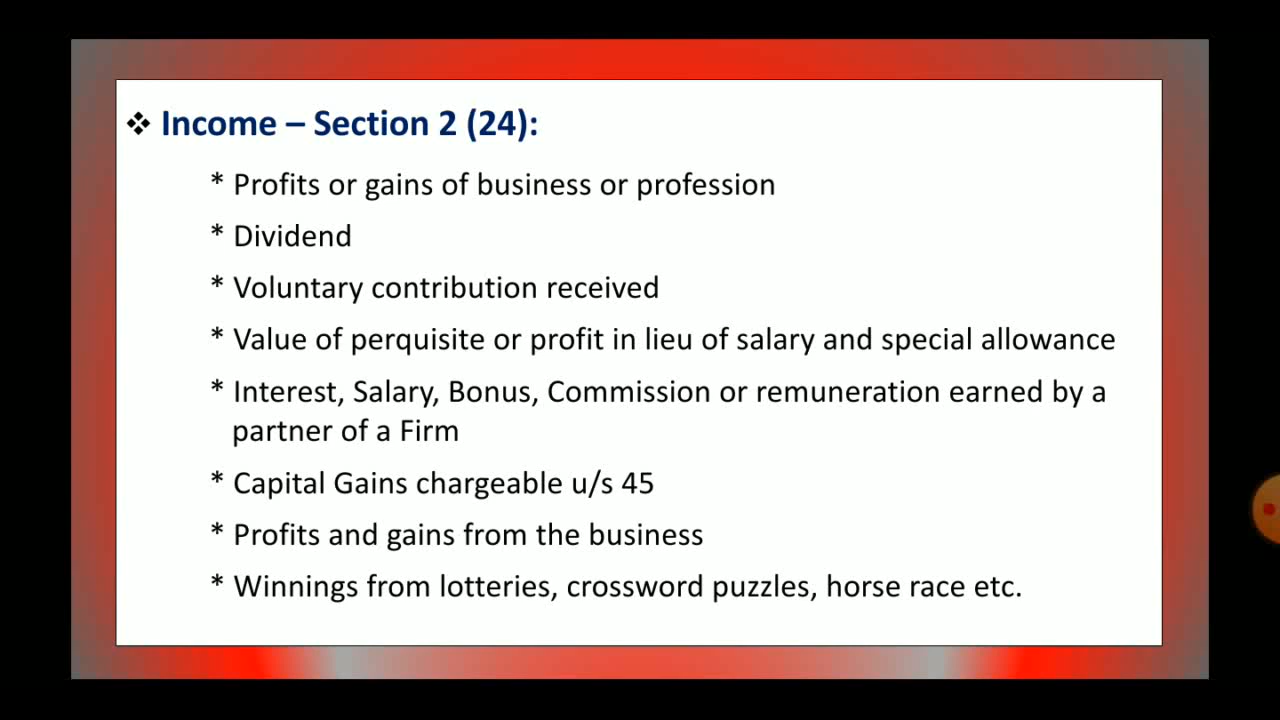 ❖ Income – Section 2 (24):
* Profits or gains of business or profession
* Dividend
* Voluntary contribution received
* Value of perquisite or profit in lieu of salary and special allowance
* Interest, Salary, Bonus, Commission or remuneration earned by a
partner of a Firm
* Capital Gains chargeable u/s 45
* Profits and gains from the business
* Winnings from lotteries, crossword puzzles, horse race etc.